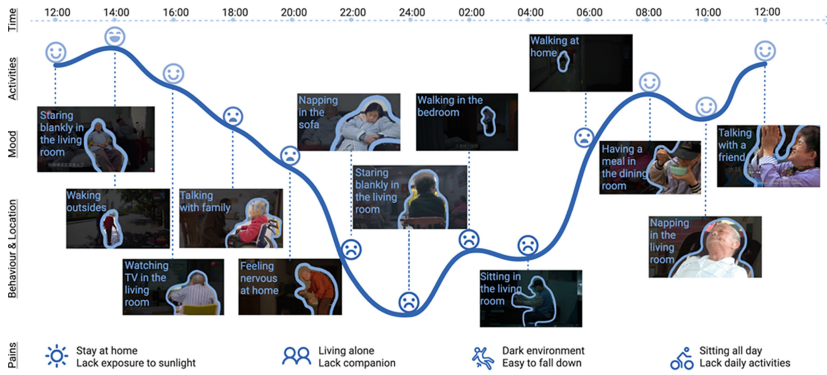 Time
12:00
14:00
16:00
18:00
20:00
22:00
24:00
02:00
04:00
06:00
08:00
10:00
12:00
Activities
Mood
Behaviour & Location
Pains
Staring
blankly in
the living
room
Waking
outsides
Watching
TV in the
living
room
Talking
with family
Feeling
nervous
at home
Napping
in the
sofa
Staring
blankly in
the living
room
Walking in the
bedroom
Sitting in
the living
room
Walking at
home
Having a
meal in the
dining
room
Napping
in the
living
room
Talking
with a
friend
Stay at home
Lack exposure to sunlight
Living alone
Lack companion
Dark environment
Easy to fall down
Sitting all day
Lack daily activities